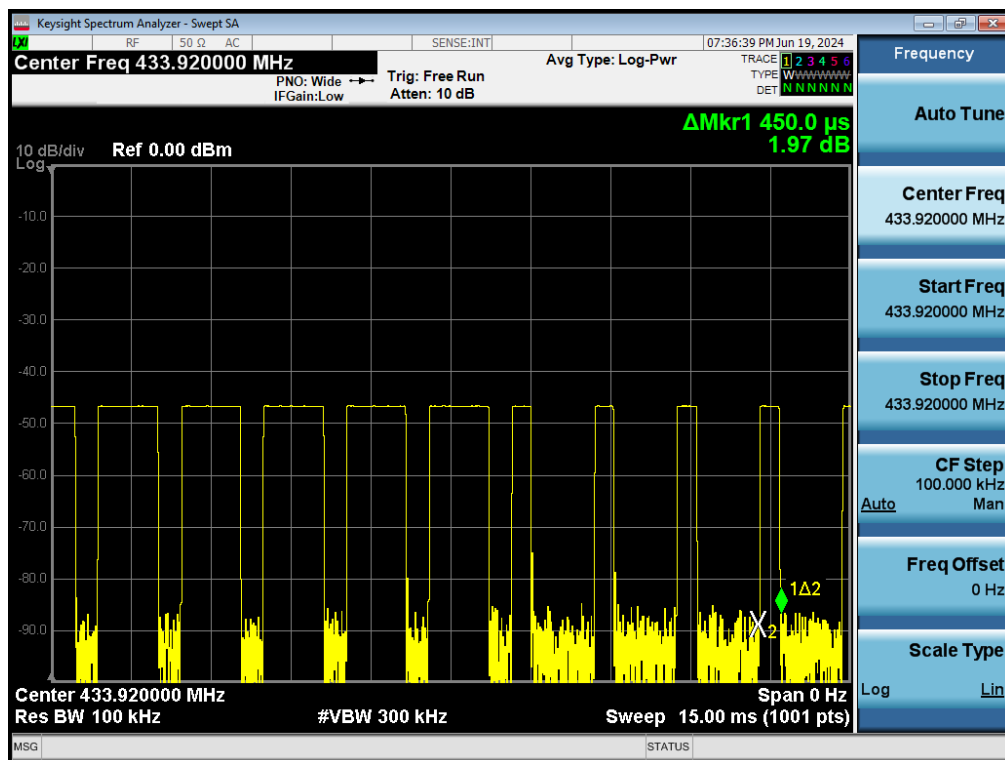 Keysight Spectrum Analyzer - Swept SA
LXI RF 50 Ω AC SENSE:INT 07:36:39 PM Jun 19, 2024
Center Freq 433.920000 MHz
PNO: Wide
IFGain:Low
Trig: Free Run
Atten: 10 dB
Avg Type: Log-Pwr
TRACE 1 2 3 4 5 6
TYPE WWWWWW
DET N N N N N N
ΔMkr1 450.0 µs
1.97 dB
10 dB/div Ref 0.00 dBm
Log
-10.0
-20.0
-30.0
-40.0
-50.0
-60.0
-70.0
-80.0
-90.0
1Δ2
X2
Center 433.920000 MHz Span 0 Hz
Res BW 100 kHz #VBW 300 kHz Sweep 15.00 ms (1001 pts)
MSG STATUS
Frequency
Auto Tune
Center Freq
433.920000 MHz
Start Freq
433.920000 MHz
Stop Freq
433.920000 MHz
CF Step
100.000 kHz
Auto Man
Freq Offset
0 Hz
Scale Type
Log Lin